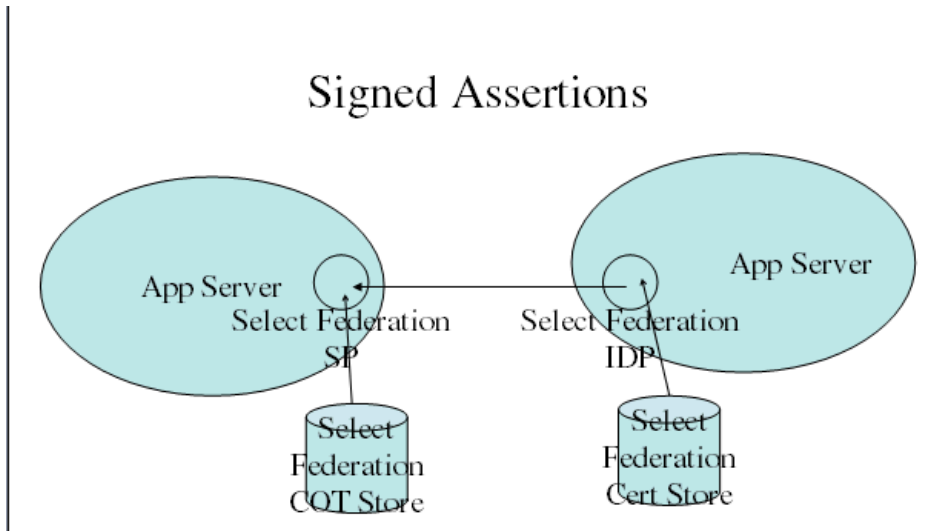 Signed Assertions
App Server
Select Federation
SP
App Server
Select Federation
IDP
Select
Federation
COT Store
Select
Federation
Cert Store